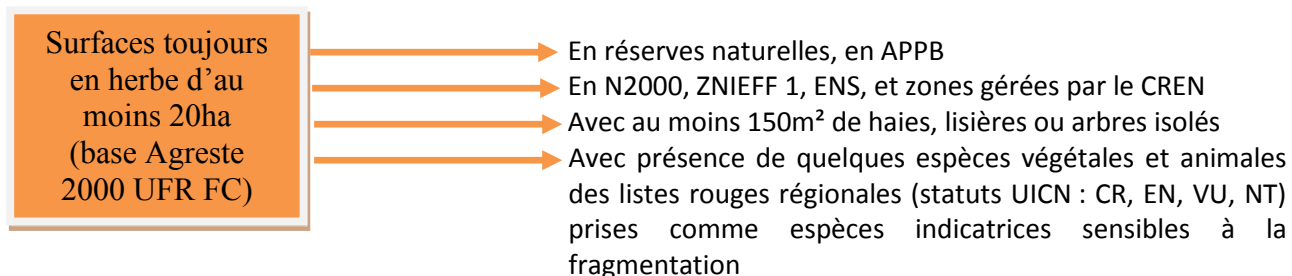 Surfaces toujours
en herbe d’au
moins 20ha
(base Agreste
2000 UFR FC)
En réserves naturelles, en APPB
En N2000, ZNIEFF 1, ENS, et zones gérées par le CREN
Avec au moins 150m² de haies, lisières ou arbres isolés
Avec présence de quelques espèces végétales et animales
des listes rouges régionales (statuts UICN : CR, EN, VU, NT)
prises comme espèces indicatrices sensibles à la
fragmentation